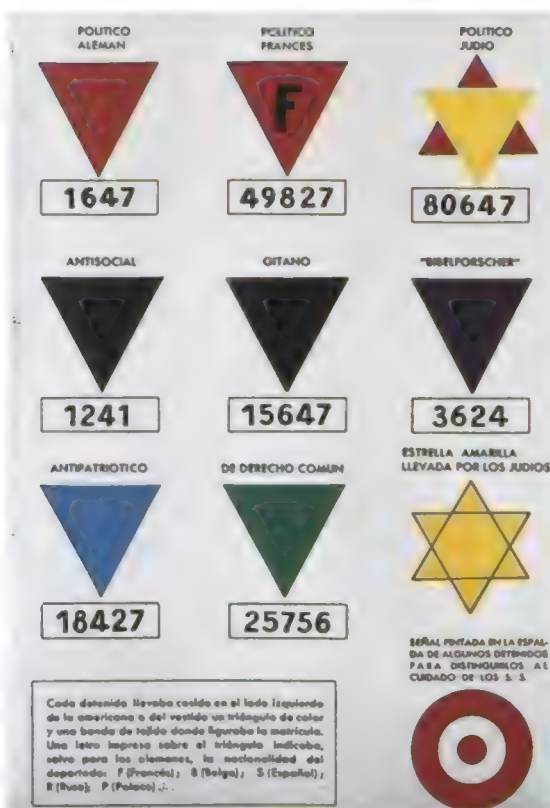 POLITICO
ALEMAN
POLITICO
FRANCES
POLITICO
JUDIO
F
1647
49827
80647
ANTISOCIAL
GITANO
"BIBELFORSCHER"
1241
15647
3624
ANTIPATRIOTICO
DE DERECHO COMUN
ESTRELLA AMARILLA
LLEVADA POR LOS JUDIOS
18427
25756
SEÑAL PINTADA EN LA ESPAL-
DA DE ALGUNOS DETENIDOS
PARA DISTINGUIRLOS AL
CUIDADO DE LOS S. S.
Cada detenido llevaba cosido en el lado izquierdo
de la americana o del vestido un triángulo de color
y una banda de tejido donde figuraba la matrícula.
Una letra impresa sobre el triángulo indicaba,
salvo para los alemanes, la nacionalidad del
deportado: F (Francés); B (Belga); S (Español);
R (Ruso); P (Polaco)...